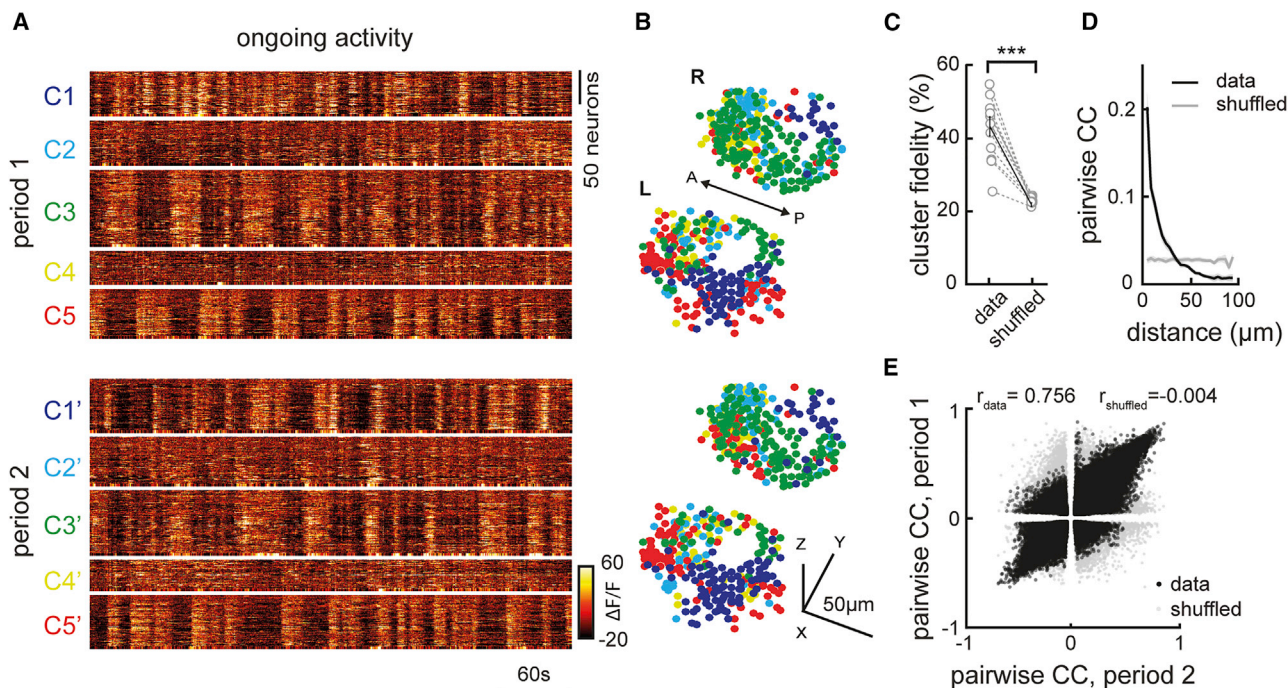 A
ongoing activity
period 1
C1
C2
C3
C4
C5
50 neurons
period 2
C1'
C2'
C3'
C4'
C5'
60
ΔF/F
-20
60s
B
R
A
P
L
Z
Y
X
50µm
C
***
cluster fidelity (%)
60
40
20
0
data
shuffled
D
data
shuffled
pairwise CC
0.2
0.1
0
0
50
100
distance (µm)
E
rdata= 0.756
rshuffled=-0.004
pairwise CC, period 1
1
0
-1
data
shuffled
-1
0
1
pairwise CC, period 2